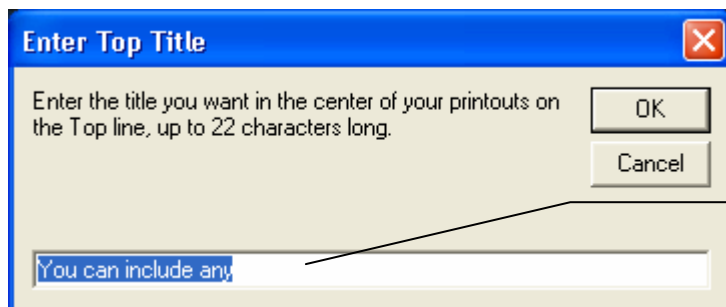 Enter Top Title
Enter the title you want in the center of your printouts on
the Top line, up to 22 characters long.
OK
Cancel
You can include any